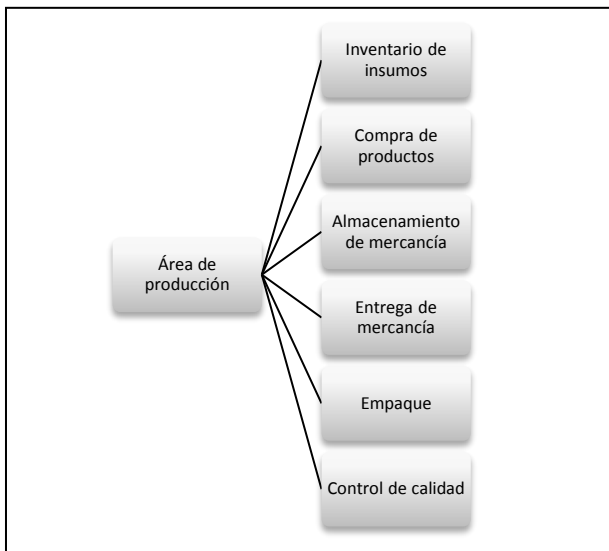 Inventario de
insumos
Compra de
productos
Almacenamiento
de mercancía
Área de
producción
Entrega de
mercancía
Empaque
Control de calidad